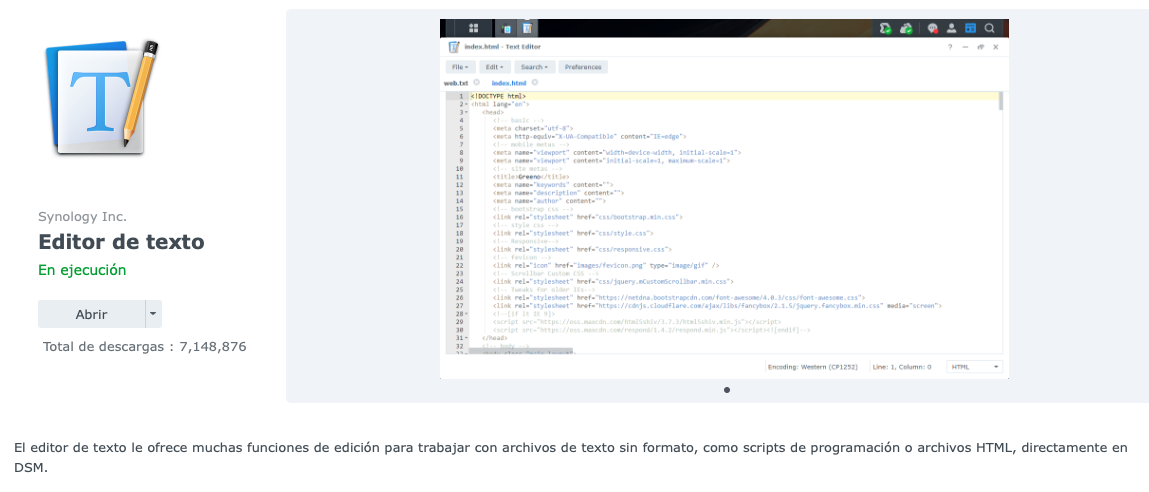 Synology Inc.
Editor de texto
En ejecución
Abrir
Total de descargas : 7,148,876
index.html - Text Editor
File Edit Search Preferences
web.txt index.html
1 <!DOCTYPE html>
2 <html lang="en">
3 <head>
4 <!-- basic -->
5 <meta charset="utf-8">
6 <meta http-equiv="X-UA-Compatible" content="IE=edge">
7 <!-- mobile metas -->
8 <meta name="viewport" content="width=device-width, initial-scale=1">
9 <meta name="viewport" content="initial-scale=1, maximum-scale=1">
10 <!-- site metas -->
11 <title>Greeno</title>
12 <meta name="keywords" content="">
13 <meta name="description" content="">
14 <meta name="author" content="">
15 <!-- bootstrap css -->
16 <link rel="stylesheet" href="css/bootstrap.min.css">
17 <!-- style css -->
18 <link rel="stylesheet" href="css/style.css">
19 <!-- Responsive-->
20 <link rel="stylesheet" href="css/responsive.css">
21 <!-- fevicon -->
22 <link rel="icon" href="images/fevicon.png" type="image/gif" />
23 <!-- Scrollbar Custom CSS -->
24 <link rel="stylesheet" href="css/jquery.mCustomScrollbar.min.css">
25 <!-- Tweaks for older IEs-->
26 <link rel="stylesheet" href="https://netdna.bootstrapcdn.com/font-awesome/4.0.3/css/font-awesome.css">
27 <link rel="stylesheet" href="https://cdnjs.cloudflare.com/ajax/libs/fancybox/2.1.5/jquery.fancybox.min.css" media="screen">
28 <!--[if lt IE 9]>
29 <script src="https://oss.maxcdn.com/html5shiv/3.7.3/html5shiv.min.js"></script>
30 <script src="https://oss.maxcdn.com/respond/1.4.2/respond.min.js"></script><![endif]-->
31 </head>
32 <!-- body -->
Encoding: Western (CP1252) Line: 1, Column: 0 HTML
El editor de texto le ofrece muchas funciones de edición para trabajar con archivos de texto sin formato, como scripts de programación o archivos HTML, directamente en
DSM.